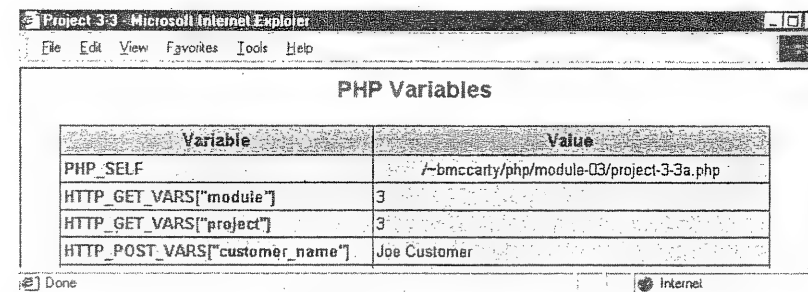 Project 3-3 - Microsoft Internet Explorer
File Edit View Favorites Tools Help
PHP Variables
Variable Value
PHP_SELF /~bmccarty/php/module-03/project-3-3a.php
HTTP_GET_VARS["module"] 3
HTTP_GET_VARS["project"] 3
HTTP_POST_VARS["customer_name"] Joe Customer
Done Internet